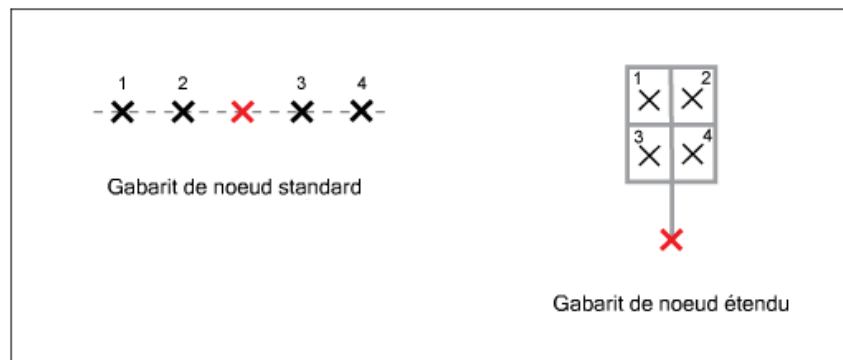 1 2 3 4
Gabarit de noeud standard
1 2
3 4
Gabarit de noeud étendu